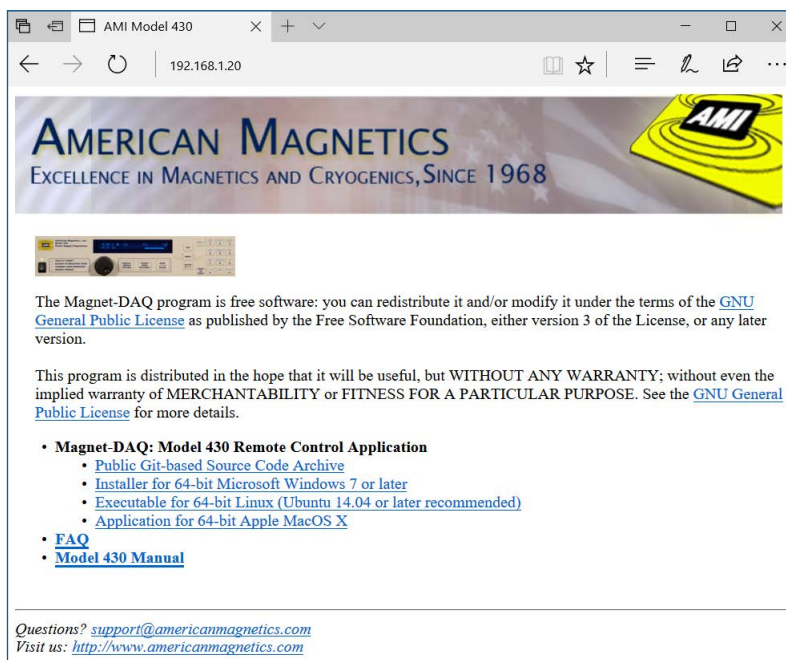 AMI Model 430
192.168.1.20
AMERICAN MAGNETICS
EXCELLENCE IN MAGNETICS AND CRYOGENICS, SINCE 1968
AMI
The Magnet-DAQ program is free software: you can redistribute it and/or modify it under the terms of the GNU
General Public License as published by the Free Software Foundation, either version 3 of the License, or any later
version.
This program is distributed in the hope that it will be useful, but WITHOUT ANY WARRANTY; without even the
implied warranty of MERCHANTABILITY or FITNESS FOR A PARTICULAR PURPOSE. See the GNU General
Public License for more details.
• Magnet-DAQ: Model 430 Remote Control Application
• Public Git-based Source Code Archive
• Installer for 64-bit Microsoft Windows 7 or later
• Executable for 64-bit Linux (Ubuntu 14.04 or later recommended)
• Application for 64-bit Apple MacOS X
• FAQ
• Model 430 Manual
Questions? support@americanmagnetics.com
Visit us: http://www.americanmagnetics.com